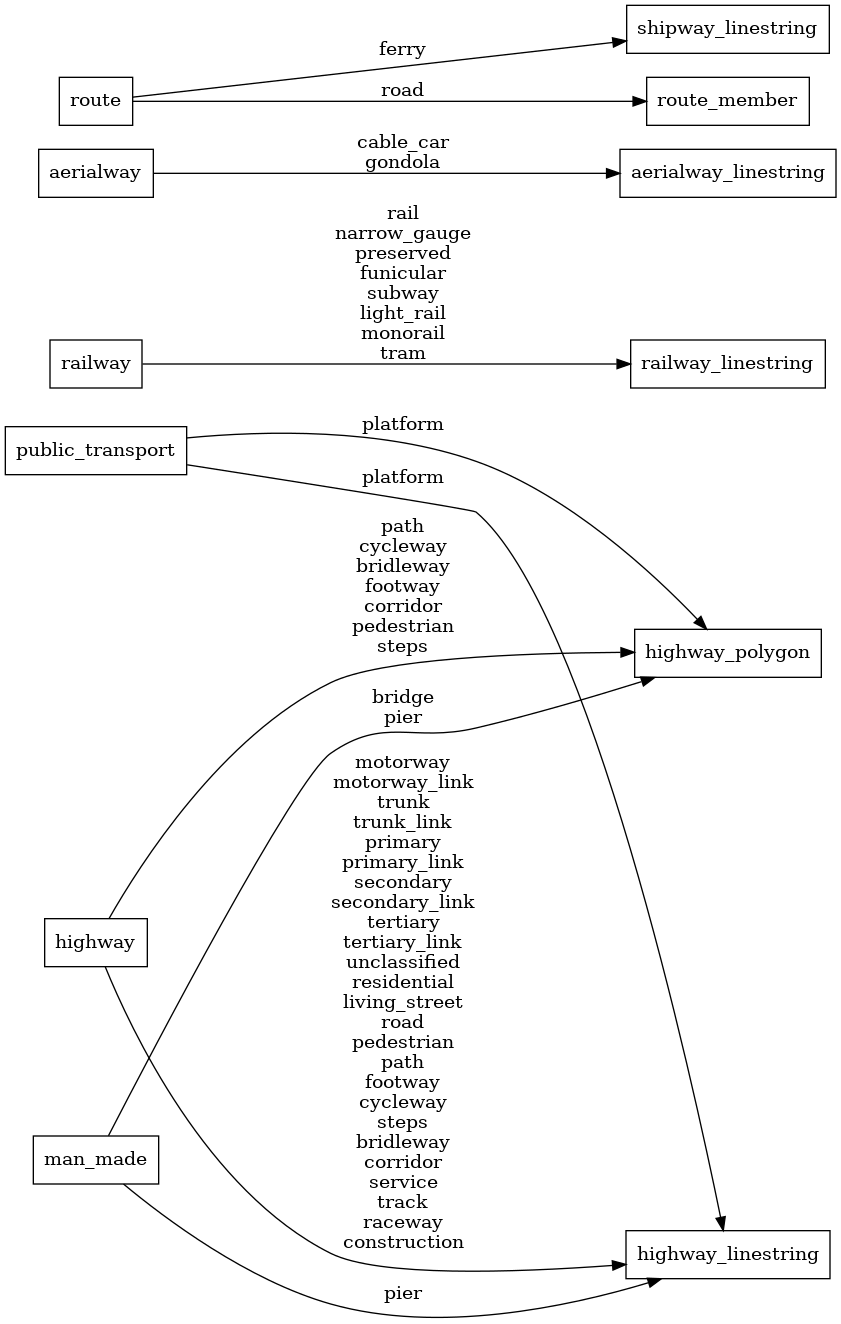 shipway_linestring
ferry
route
road
route_member
cable_car
gondola
aerialway
aerialway_linestring
rail
narrow_gauge
preserved
funicular
subway
light_rail
monorail
tram
railway
railway_linestring
platform
public_transport
platform
path
cycleway
bridleway
footway
corridor
pedestrian
steps
highway_polygon
bridge
pier
motorway
motorway_link
trunk
trunk_link
primary
primary_link
secondary
secondary_link
tertiary
tertiary_link
unclassified
residential
living_street
road
pedestrian
path
footway
cycleway
steps
bridleway
corridor
service
track
raceway
construction
highway
man_made
highway_linestring
pier